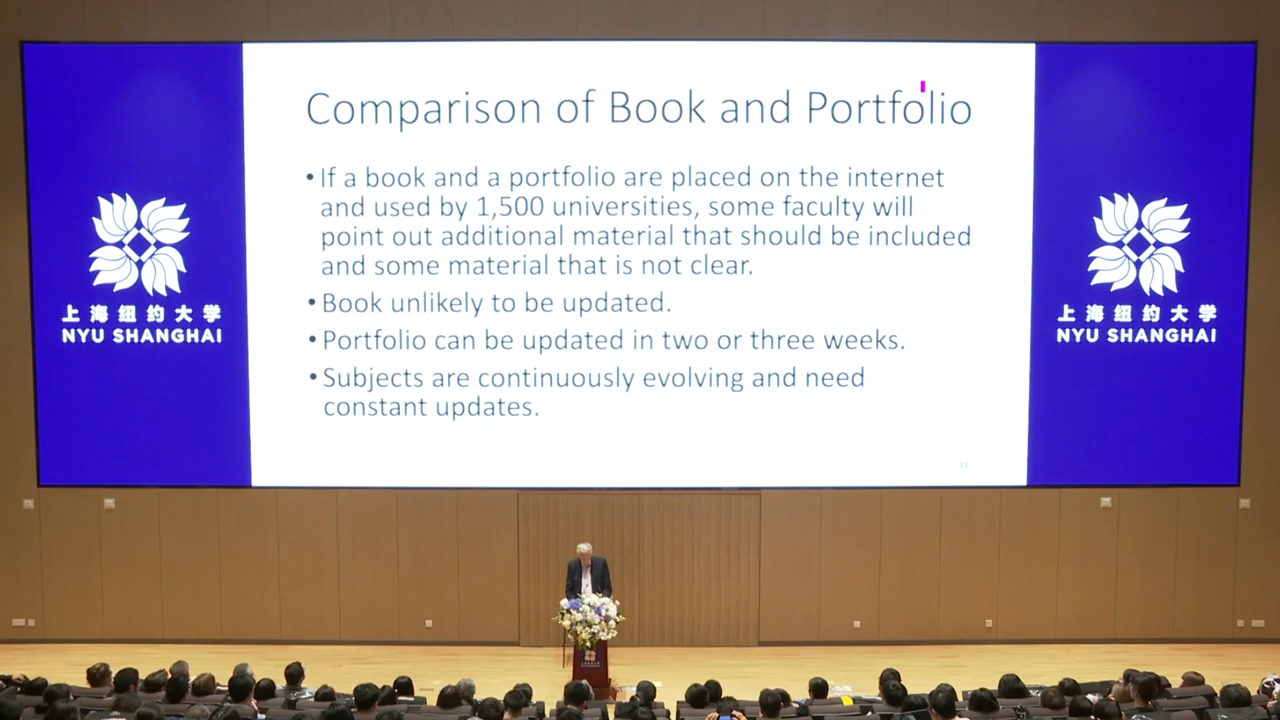 Comparison of Book and Portfolio
•If a book and a portfolio are placed on the internet
and used by 1,500 universities, some faculty will
point out additional material that should be included
and some material that is not clear.
•Book unlikely to be updated.
•Portfolio can be updated in two or three weeks.
•Subjects are continuously evolving and need
constant updates.
32
上海纽约大学
NYU SHANGHAI
上海纽约大学
NYU SHANGHAI